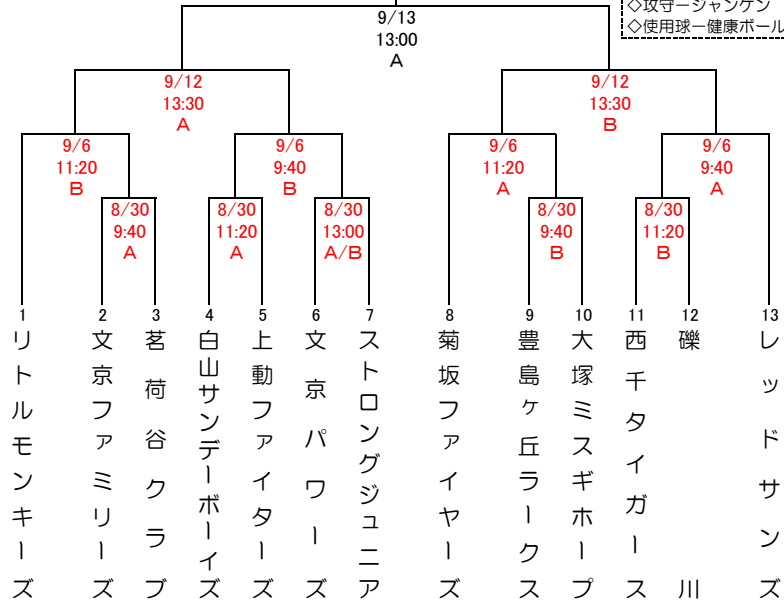 ◇攻守－ジャンケン
◇使用球－健康ボール
9/13
13:00
A
9/12
13:30
A
9/12
13:30
B
9/6
11:20
B
9/6
9:40
B
9/6
11:20
A
9/6
9:40
A
8/30
9:40
A
8/30
11:20
A
8/30
13:00
A/B
8/30
9:40
B
8/30
11:20
B
1
リトルモンキーズ
2
文京ファミリーズ
3
茗荷谷クラブ
4
白山サンデーボーイズ
5
上動ファイターズ
6
文京パワーズ
7
ストロングジュニア
8
菊坂ファイヤーズ
9
豊島ヶ丘ラークス
10
大塚ミスギホープ
11
西千タイガース
12
礫川
13
レッドサンズ